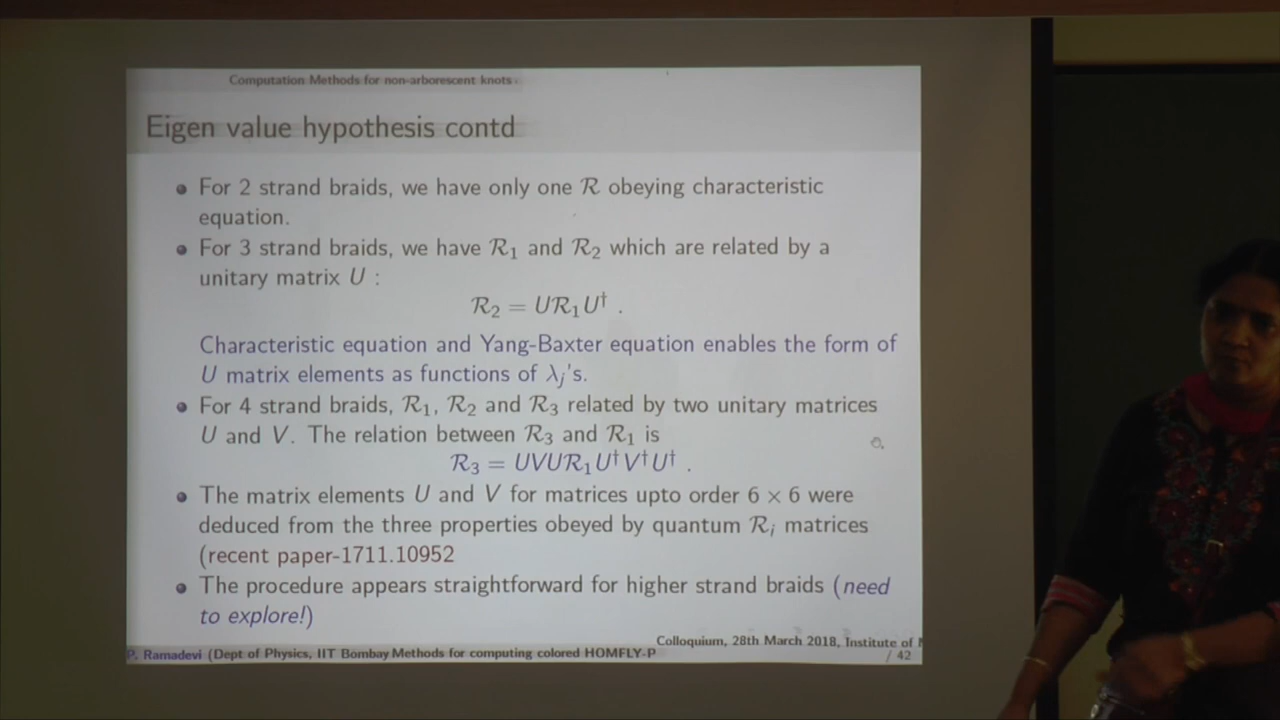 Computation Methods for non-arborescent knots .
Eigen value hypothesis contd
• For 2 strand braids, we have only one ℛ obeying characteristic
equation.
• For 3 strand braids, we have ℛ₁ and ℛ₂ which are related by a
unitary matrix U :
ℛ₂ = Uℛ₁U† .
Characteristic equation and Yang-Baxter equation enables the form of
U matrix elements as functions of λⱼ's.
• For 4 strand braids, ℛ₁, ℛ₂ and ℛ₃ related by two unitary matrices
U and V. The relation between ℛ₃ and ℛ₁ is
ℛ₃ = UVUℛ₁U†V†U† .
• The matrix elements U and V for matrices upto order 6 × 6 were
deduced from the three properties obeyed by quantum ℛᵢ matrices
(recent paper-1711.10952
• The procedure appears straightforward for higher strand braids (need
to explore!)
Colloquium, 28th March 2018, Institute of
P. Ramadevi (Dept of Physics, IIT Bombay Methods for computing colored HOMFLY-P
/ 42